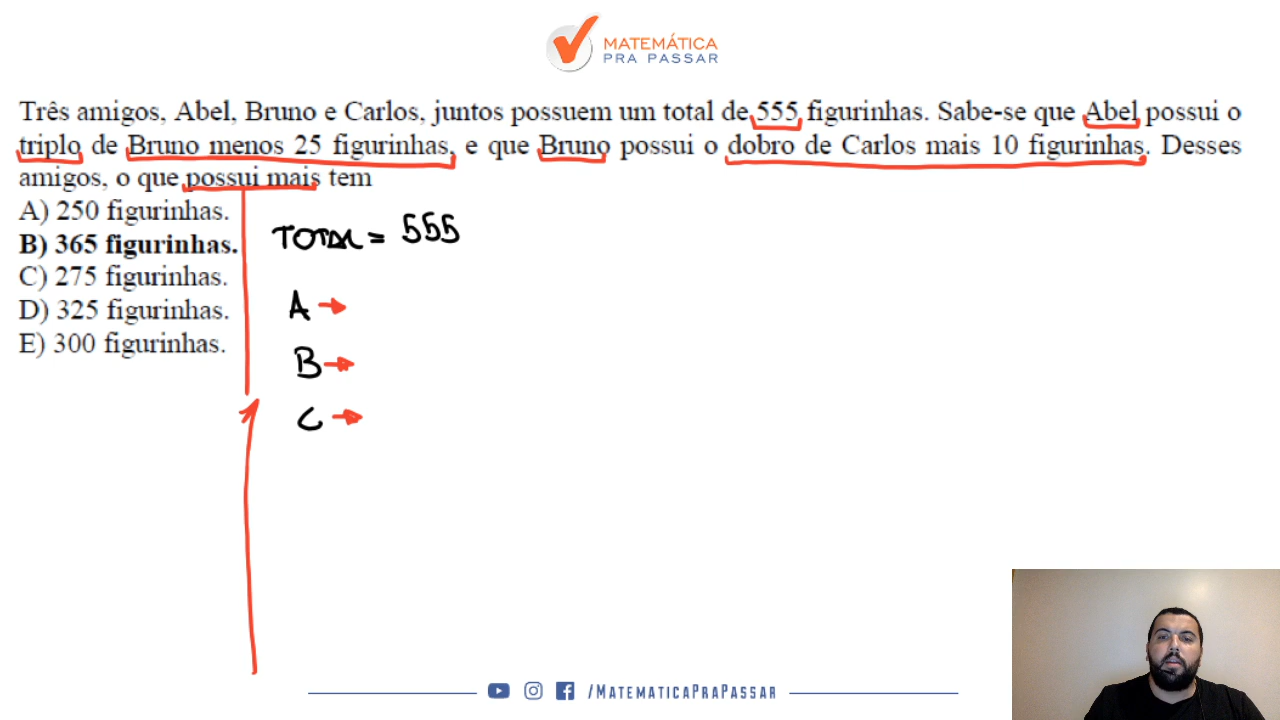 MATEMÁTICA
PRA PASSAR
Três amigos, Abel, Bruno e Carlos, juntos possuem um total de 555 figurinhas. Sabe-se que Abel possui o
triplo de Bruno menos 25 figurinhas, e que Bruno possui o dobro de Carlos mais 10 figurinhas. Desses
amigos, o que possui mais tem
A) 250 figurinhas.
B) 365 figurinhas.
C) 275 figurinhas.
D) 325 figurinhas.
E) 300 figurinhas.
TOTAL = 555
A →
B →
C →
/MATEMATICAPRAPASSAR